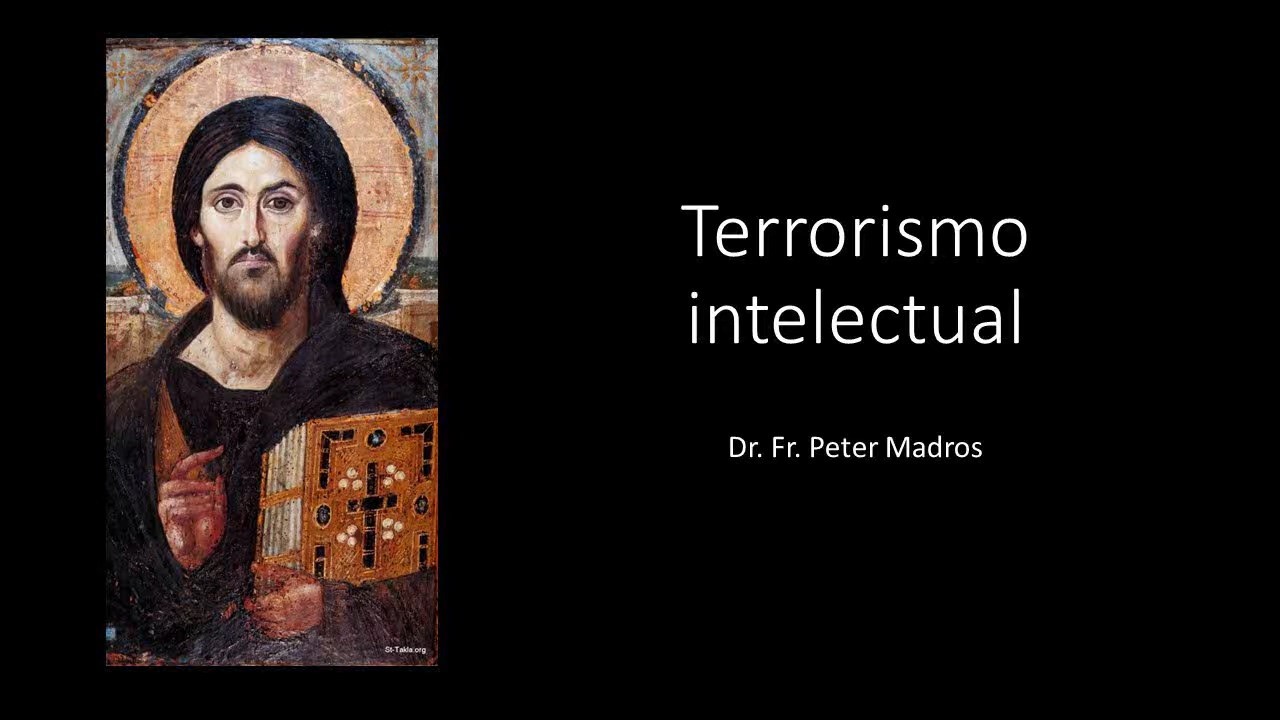 Terrorismo
intelectual
Dr. Fr. Peter Madros
St-Takla.org